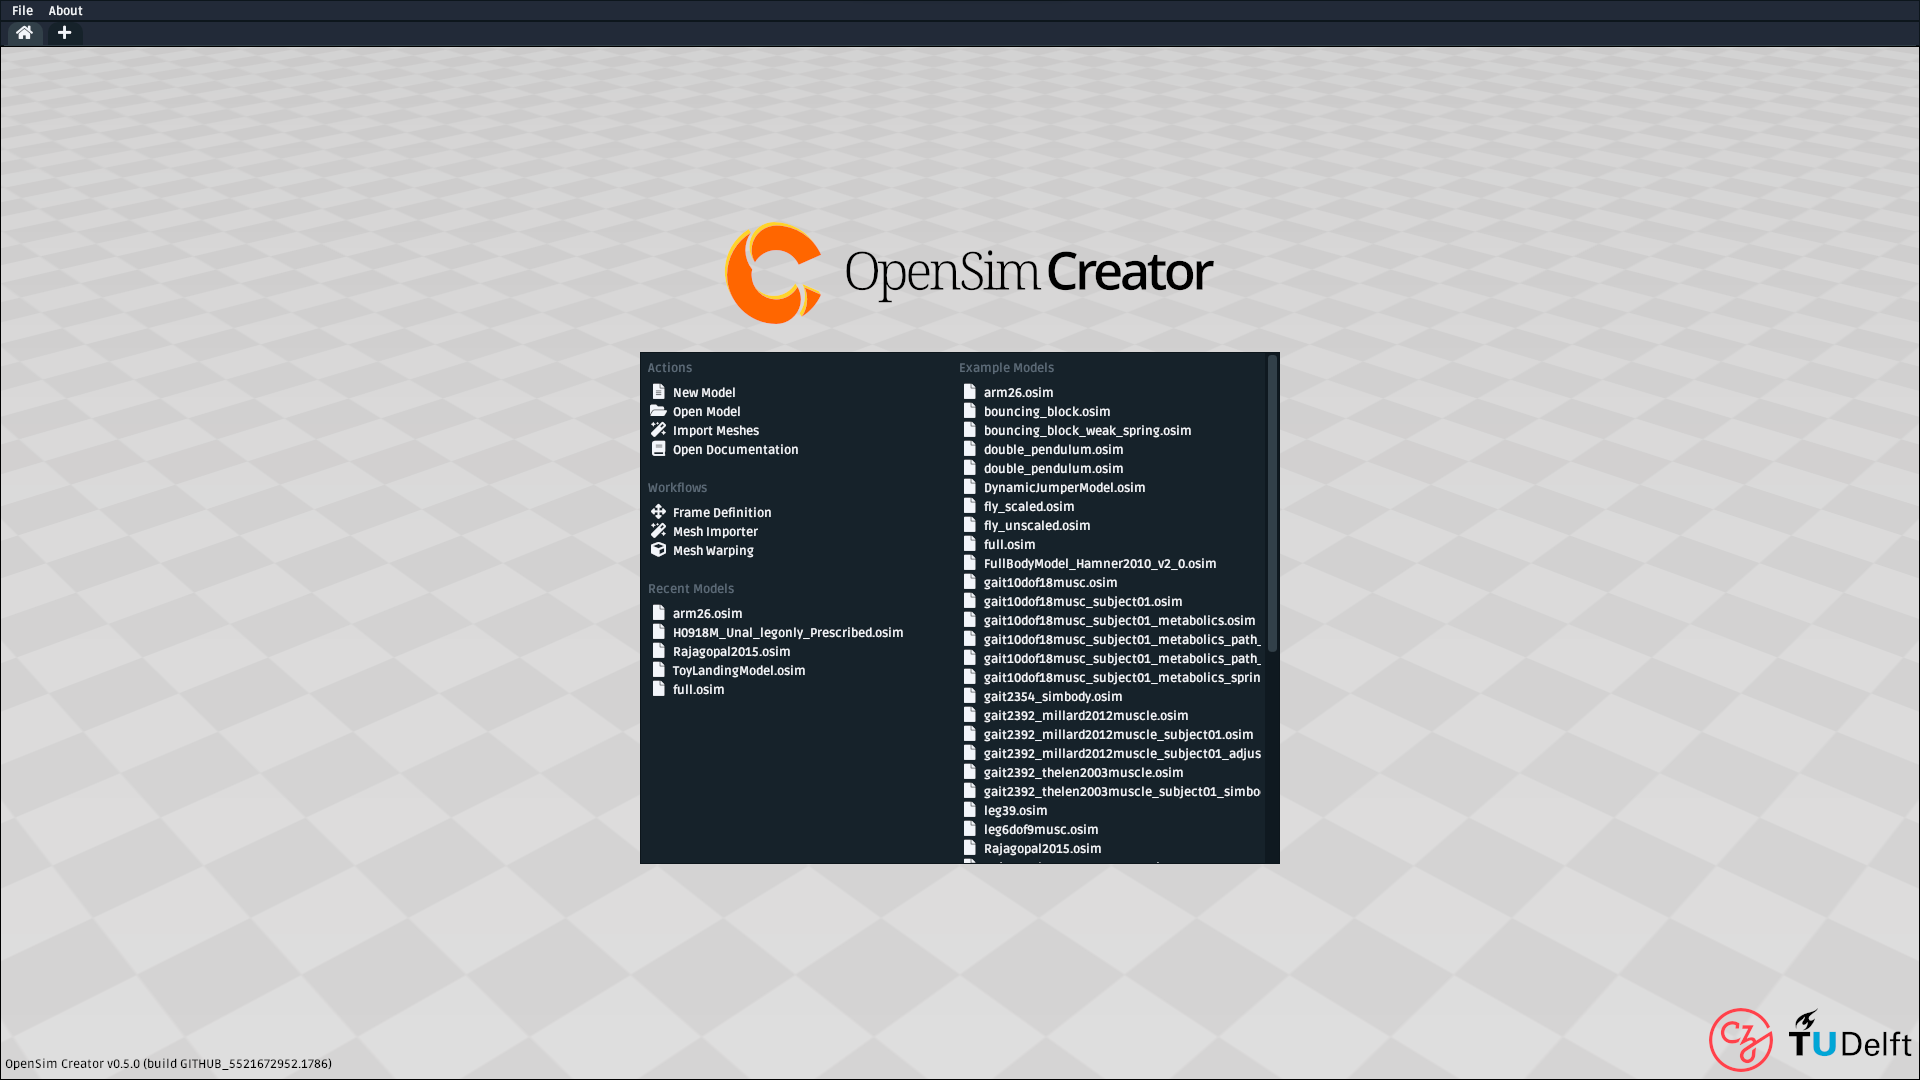 File About
OpenSim Creator
Actions
New Model
Open Model
Import Meshes
Open Documentation
Workflows
Frame Definition
Mesh Importer
Mesh Warping
Recent Models
arm26.osim
H0918M_Unal_legonly_Prescribed.osim
Rajagopal2015.osim
ToyLandingModel.osim
full.osim
Example Models
arm26.osim
bouncing_block.osim
bouncing_block_weak_spring.osim
double_pendulum.osim
double_pendulum.osim
DynamicJumperModel.osim
fly_scaled.osim
fly_unscaled.osim
full.osim
FullBodyModel_Hamner2010_v2_0.osim
gait10dof18musc.osim
gait10dof18musc_subject01.osim
gait10dof18musc_subject01_metabolics.osim
gait10dof18musc_subject01_metabolics_path_
gait10dof18musc_subject01_metabolics_path_
gait10dof18musc_subject01_metabolics_sprin
gait2354_simbody.osim
gait2392_millard2012muscle.osim
gait2392_millard2012muscle_subject01.osim
gait2392_millard2012muscle_subject01_adjus
gait2392_thelen2003muscle.osim
gait2392_thelen2003muscle_subject01_simbo
leg39.osim
leg6dof9musc.osim
Rajagopal2015.osim
OpenSim Creator v0.5.0 (build GITHUB_5521672952.1786)
CZI
TU Delft